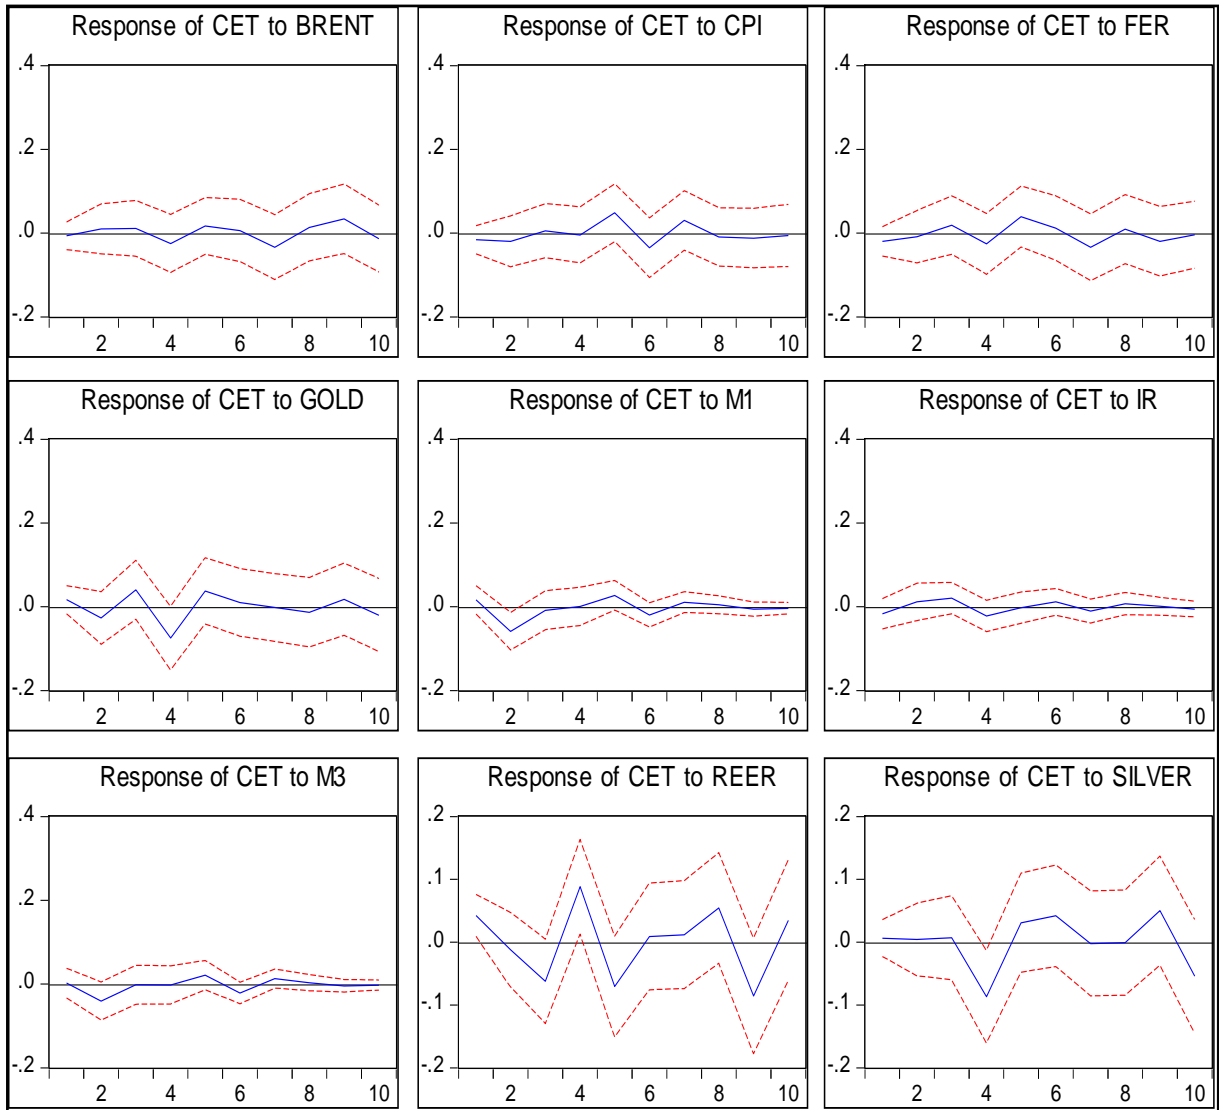 Response of CET to BRENT
.4
.2
.0
-.2
2 4 6 8 10
Response of CET to CPI
.4
.2
.0
-.2
2 4 6 8 10
Response of CET to FER
.4
.2
.0
-.2
2 4 6 8 10
Response of CET to GOLD
.4
.2
.0
-.2
2 4 6 8 10
Response of CET to M1
.4
.2
.0
-.2
2 4 6 8 10
Response of CET to IR
.4
.2
.0
-.2
2 4 6 8 10
Response of CET to M3
.4
.2
.0
-.2
2 4 6 8 10
Response of CET to REER
.2
.1
.0
-.1
-.2
2 4 6 8 10
Response of CET to SILVER
.2
.1
.0
-.1
-.2
2 4 6 8 10